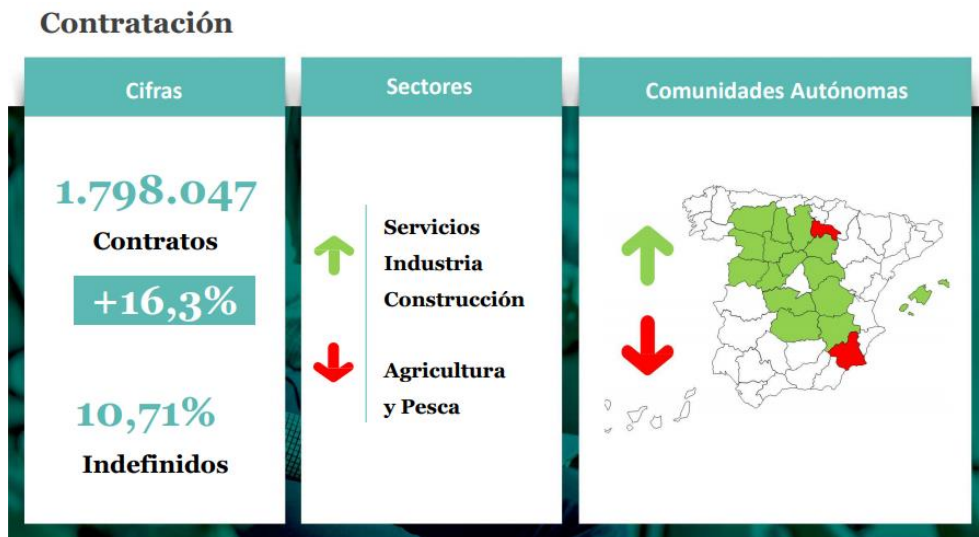 Contratación
Cifras
1.798.047
Contratos
+16,3%
10,71%
Indefinidos
Sectores
Servicios
Industria
Construcción
Agricultura
y Pesca
Comunidades Autónomas